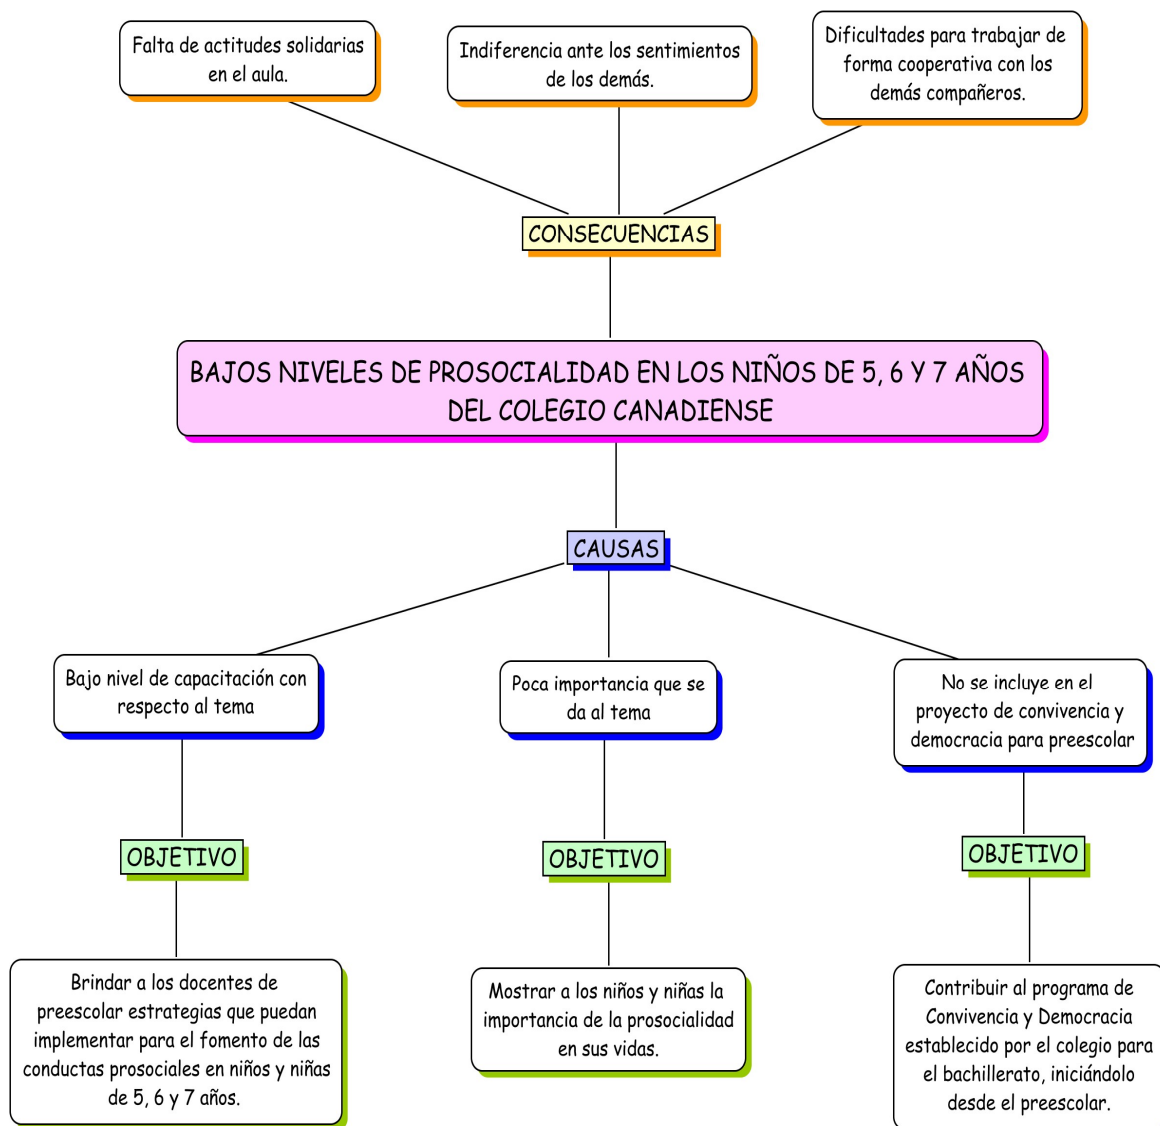 Falta de actitudes solidarias
en el aula.
Indiferencia ante los sentimientos
de los demás.
Dificultades para trabajar de
forma cooperativa con los
demás compañeros.
CONSECUENCIAS
BAJOS NIVELES DE PROSOCIALIDAD EN LOS NIÑOS DE 5, 6 Y 7 AÑOS
DEL COLEGIO CANADIENSE
CAUSAS
Bajo nivel de capacitación con
respecto al tema
Poca importancia que se
da al tema
No se incluye en el
proyecto de convivencia y
democracia para preescolar
OBJETIVO
OBJETIVO
OBJETIVO
Brindar a los docentes de
preescolar estrategias que puedan
implementar para el fomento de las
conductas prosociales en niños y niñas
de 5, 6 y 7 años.
Mostrar a los niños y niñas la
importancia de la prosocialidad
en sus vidas.
Contribuir al programa de
Convivencia y Democracia
establecido por el colegio para
el bachillerato, iniciándolo
desde el preescolar.